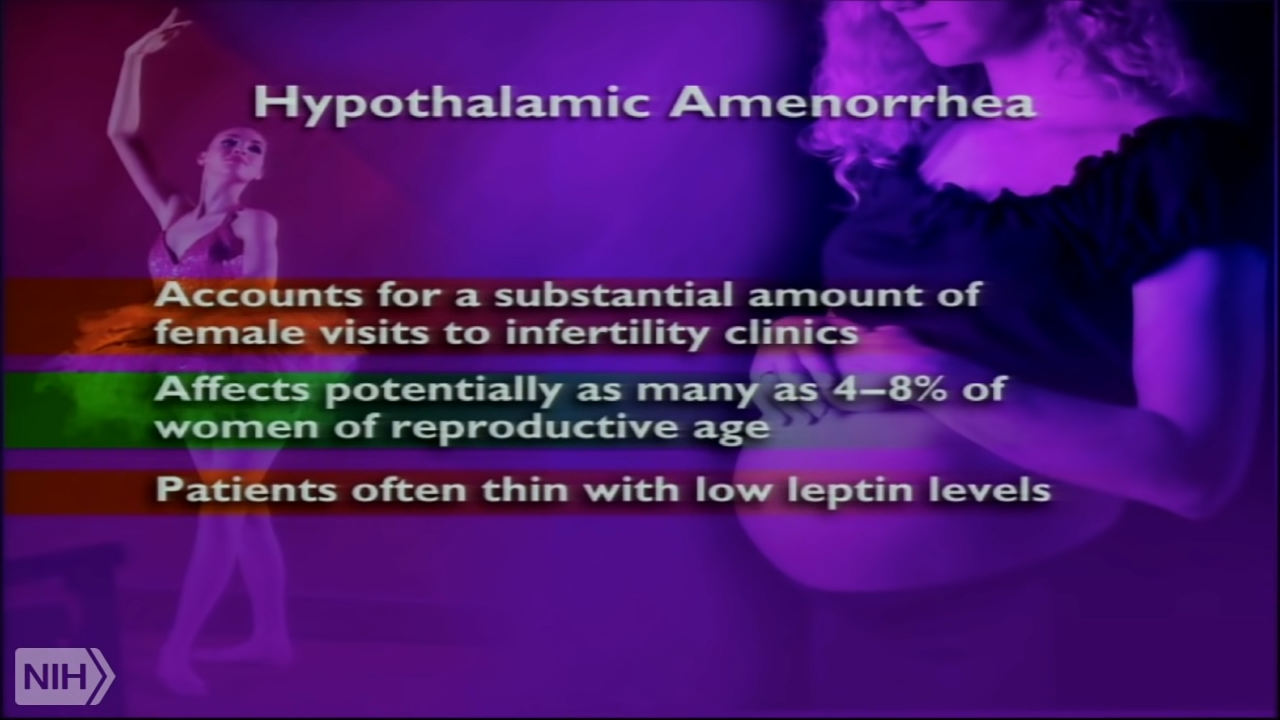 Hypothalamic Amenorrhea
Accounts for a substantial amount of
female visits to infertility clinics
Affects potentially as many as 4–8% of
women of reproductive age
Patients often thin with low leptin levels
NIH